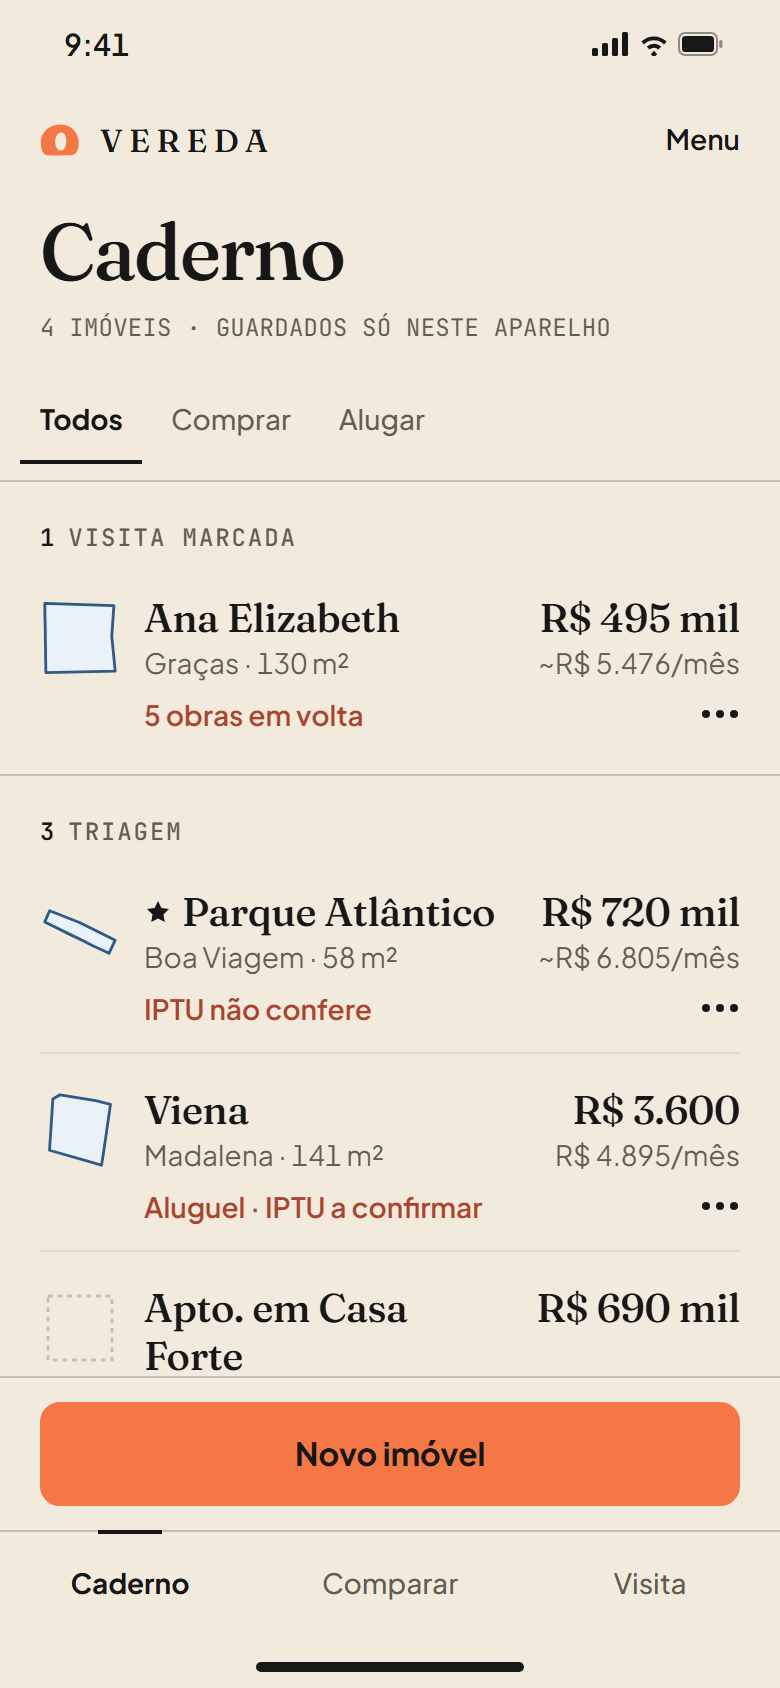 9:41
VEREDA
Menu
Caderno
4 IMÓVEIS · GUARDADOS SÓ NESTE APARELHO
Todos Comprar Alugar
1 VISITA MARCADA
Ana Elizabeth R$ 495 mil
Graças · 130 m² ~R$ 5.476/mês
5 obras em volta
3 TRIAGEM
★ Parque Atlântico R$ 720 mil
Boa Viagem · 58 m² ~R$ 6.805/mês
IPTU não confere
Viena R$ 3.600
Madalena · 141 m² R$ 4.895/mês
Aluguel · IPTU a confirmar
Apto. em Casa R$ 690 mil
Forte
Novo imóvel
Caderno Comparar Visita